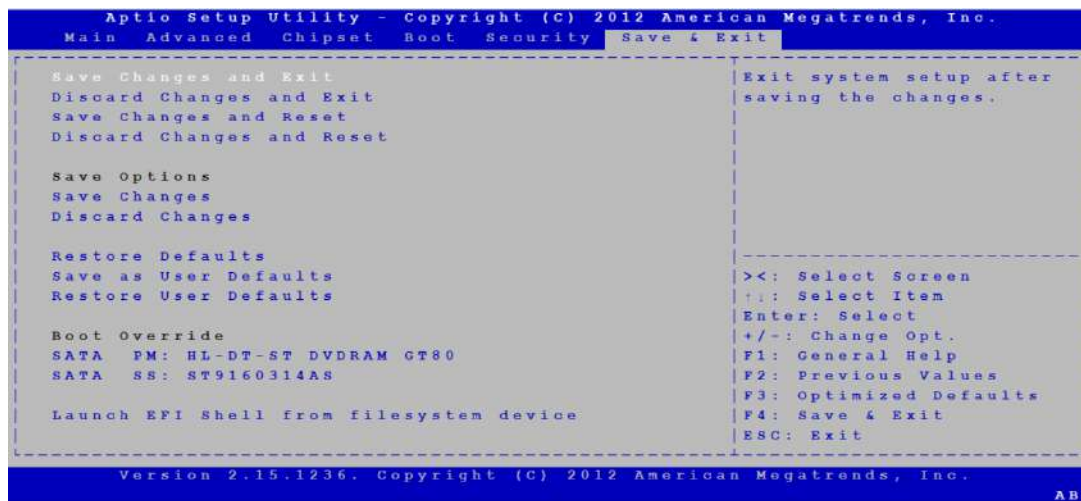 Aptio Setup Utility - Copyright (C) 2012 American Megatrends, Inc.
Main Advanced Chipset Boot Security Save & Exit
Save Changes and Exit
Discard Changes and Exit
Save Changes and Reset
Discard Changes and Reset
Save Options
Save Changes
Discard Changes
Restore Defaults
Save as User Defaults
Restore User Defaults
Boot Override
SATA PM: HL-DT-ST DVDRAM GT80
SATA SS: ST9160314AS
Launch EFI Shell from filesystem device
Exit system setup after
saving the changes.
><: Select Screen
↑↓: Select Item
Enter: Select
+/-: Change Opt.
F1: General Help
F2: Previous Values
F3: Optimized Defaults
F4: Save & Exit
ESC: Exit
Version 2.15.1236. Copyright (C) 2012 American Megatrends, Inc.
AB